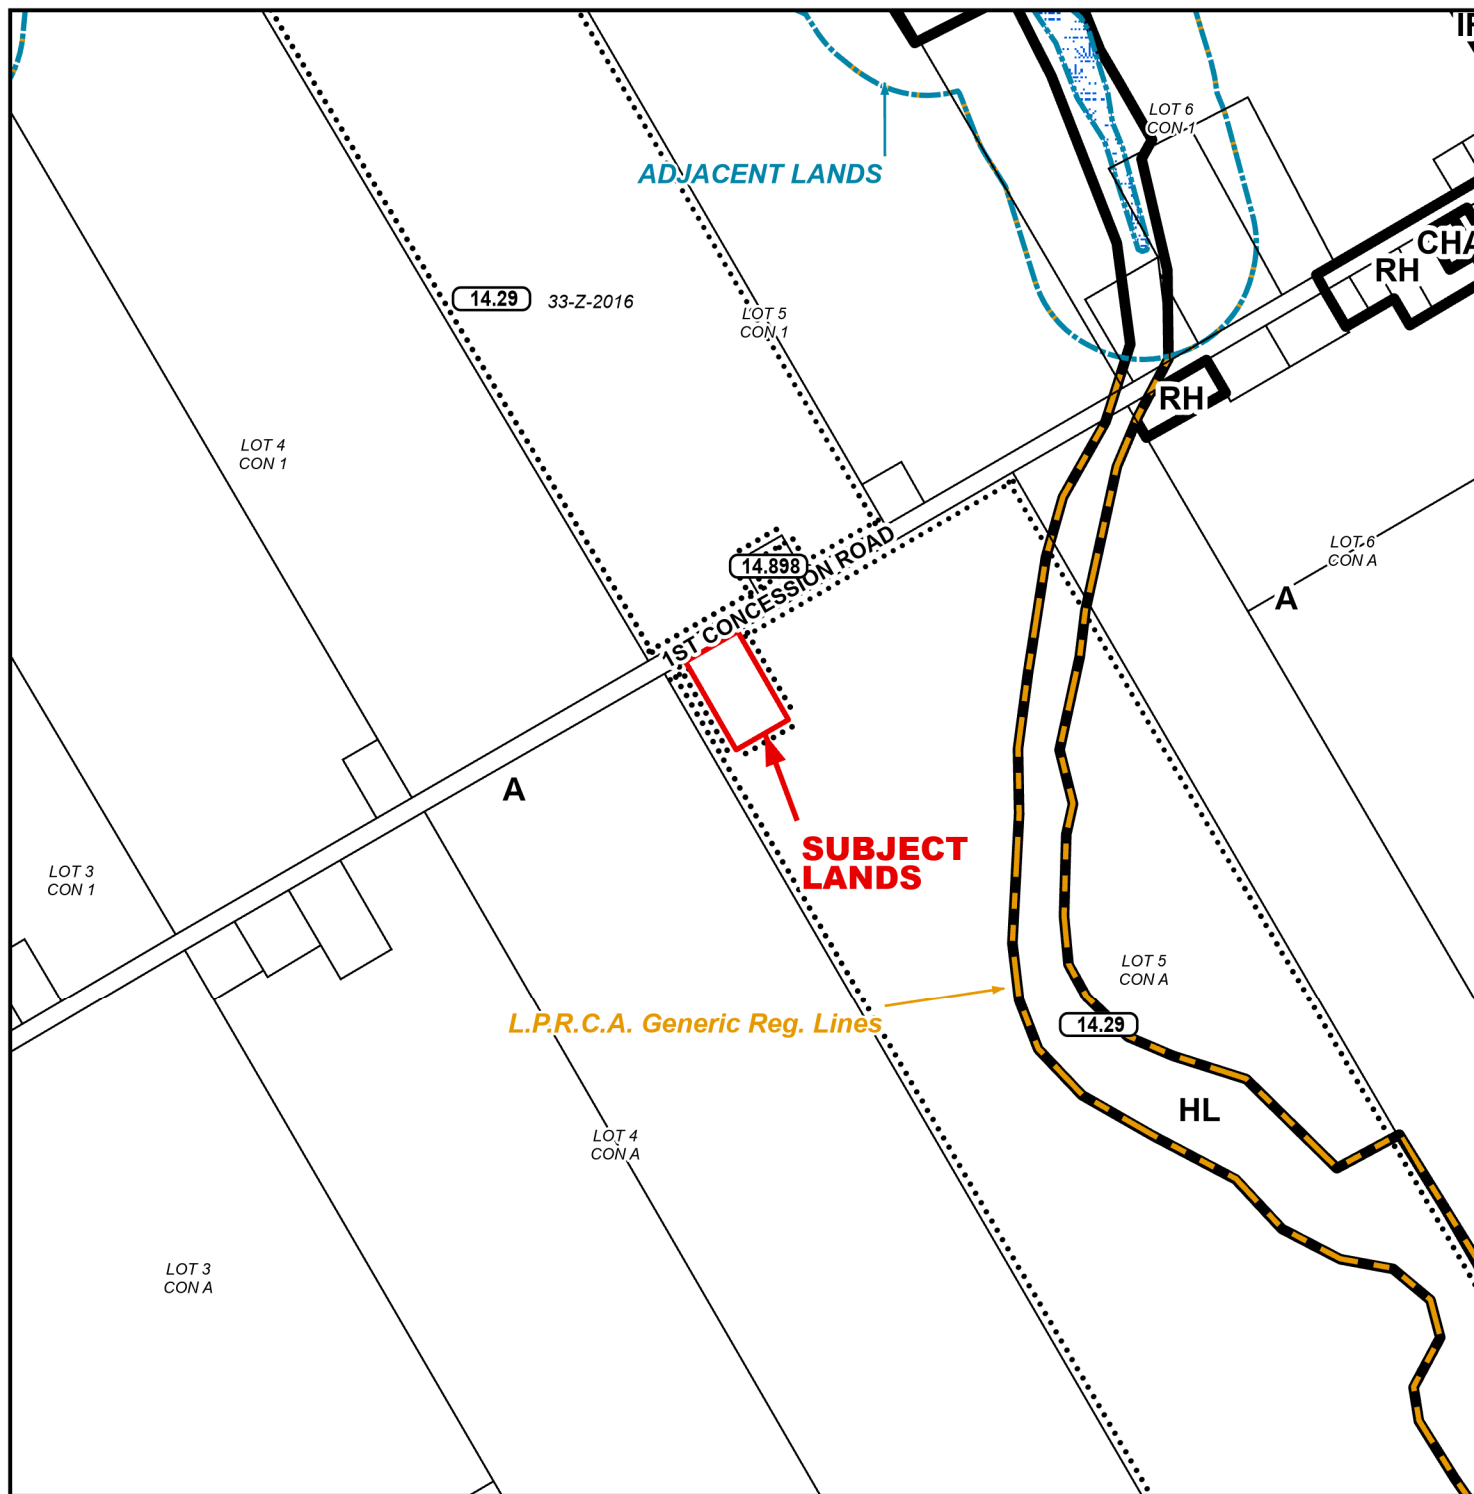 LOT 6
CON 1
ADJACENT LANDS
CHA
RH
14.29 33-Z-2016
LOT 5
CON 1
RH
LOT 4
CON 1
1ST CONCESSION ROAD
14.898
LOT 6
CON A
A
A
SUBJECT
LANDS
LOT 3
CON 1
LOT 5
CON A
L.P.R.C.A. Generic Reg. Lines
14.29
HL
LOT 4
CON A
LOT 3
CON A